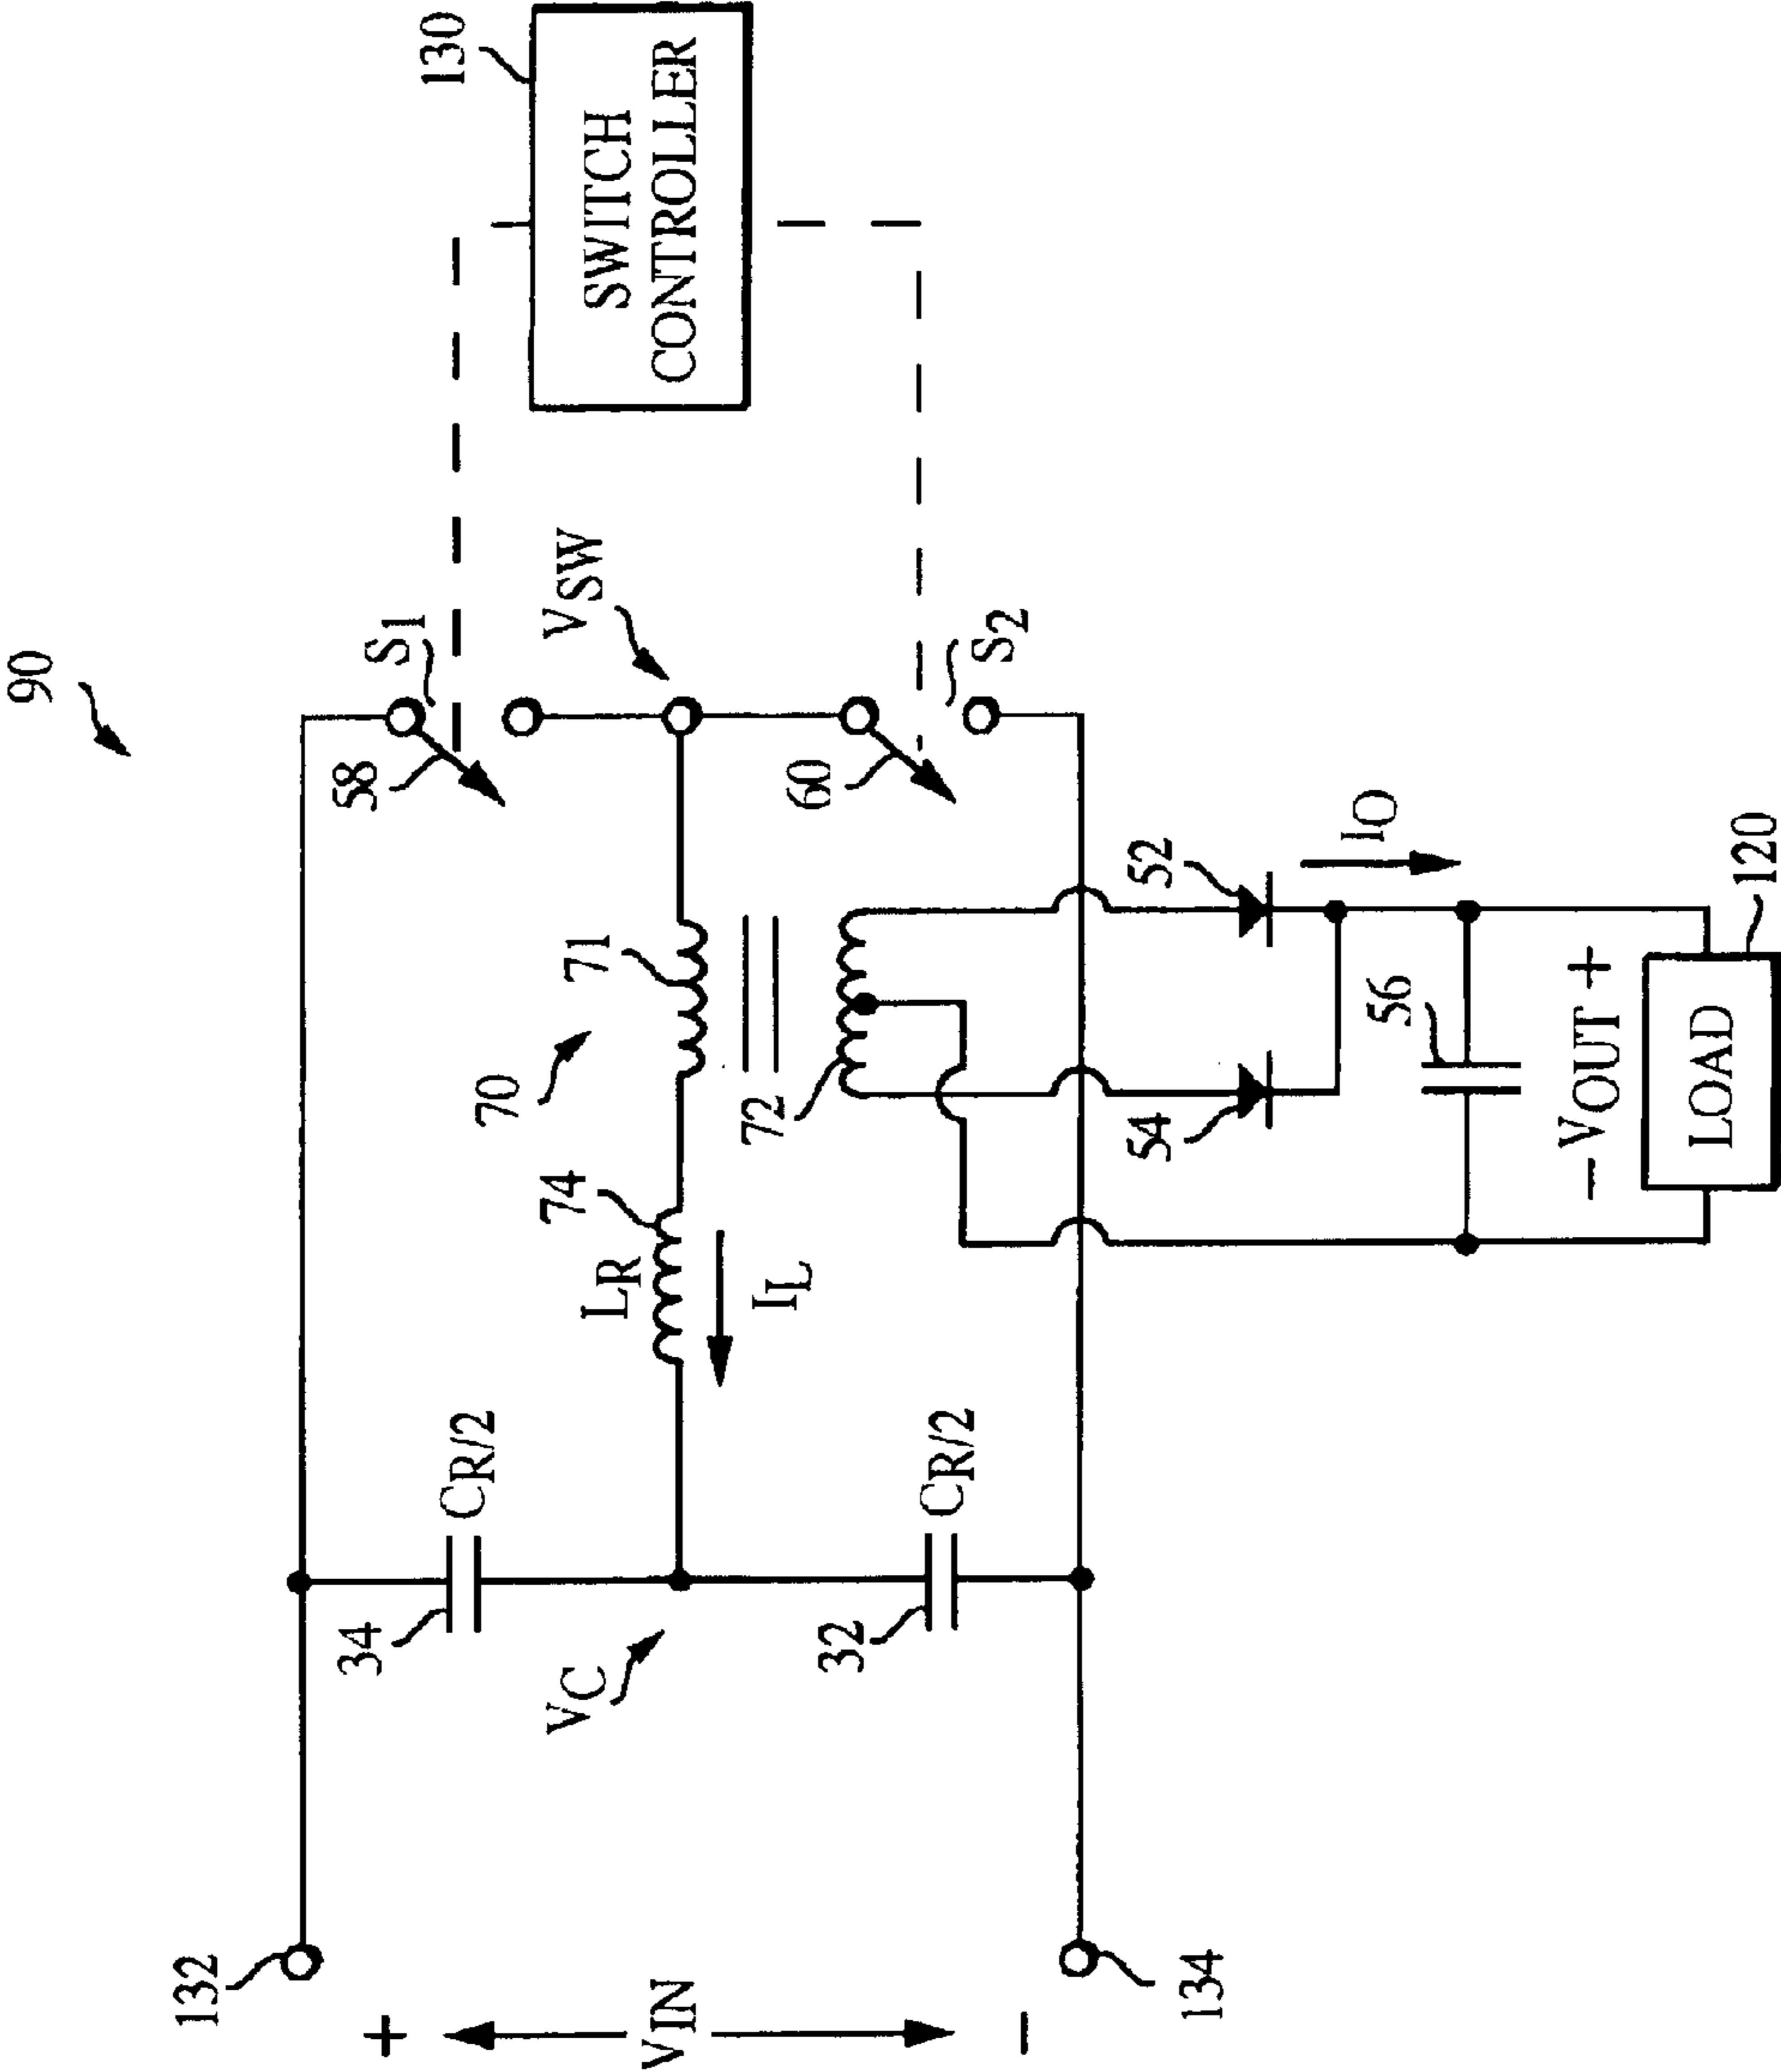 90
130
SWITCH
CONTROLLER
S1
58
VSW
S2
60
71
70
72
74
LR
IL
52
54
IO
56
− VOUT +
LOAD
120
CR/2
34
VC
CR/2
32
132
+
VIN
−
134